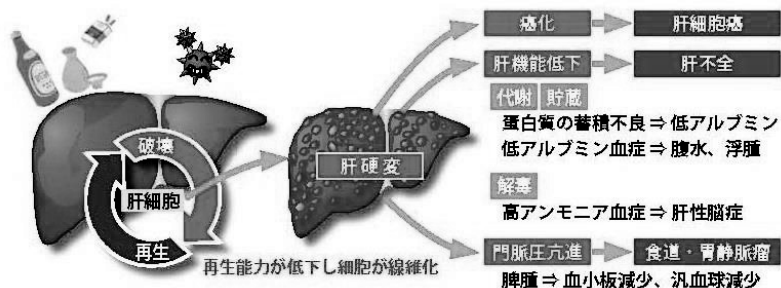 癌化
肝細胞癌
肝機能低下
肝不全
代謝
貯蔵
蛋白質の蓄積不良⇒低アルブミン
低アルブミン血症⇒腹水、浮腫
解毒
高アンモニア血症⇒肝性脳症
門脈圧亢進
食道・胃静脈瘤
脾腫⇒血小板減少、汎血球減少
破壊
肝細胞
再生
肝硬変
再生能力が低下し細胞が線維化